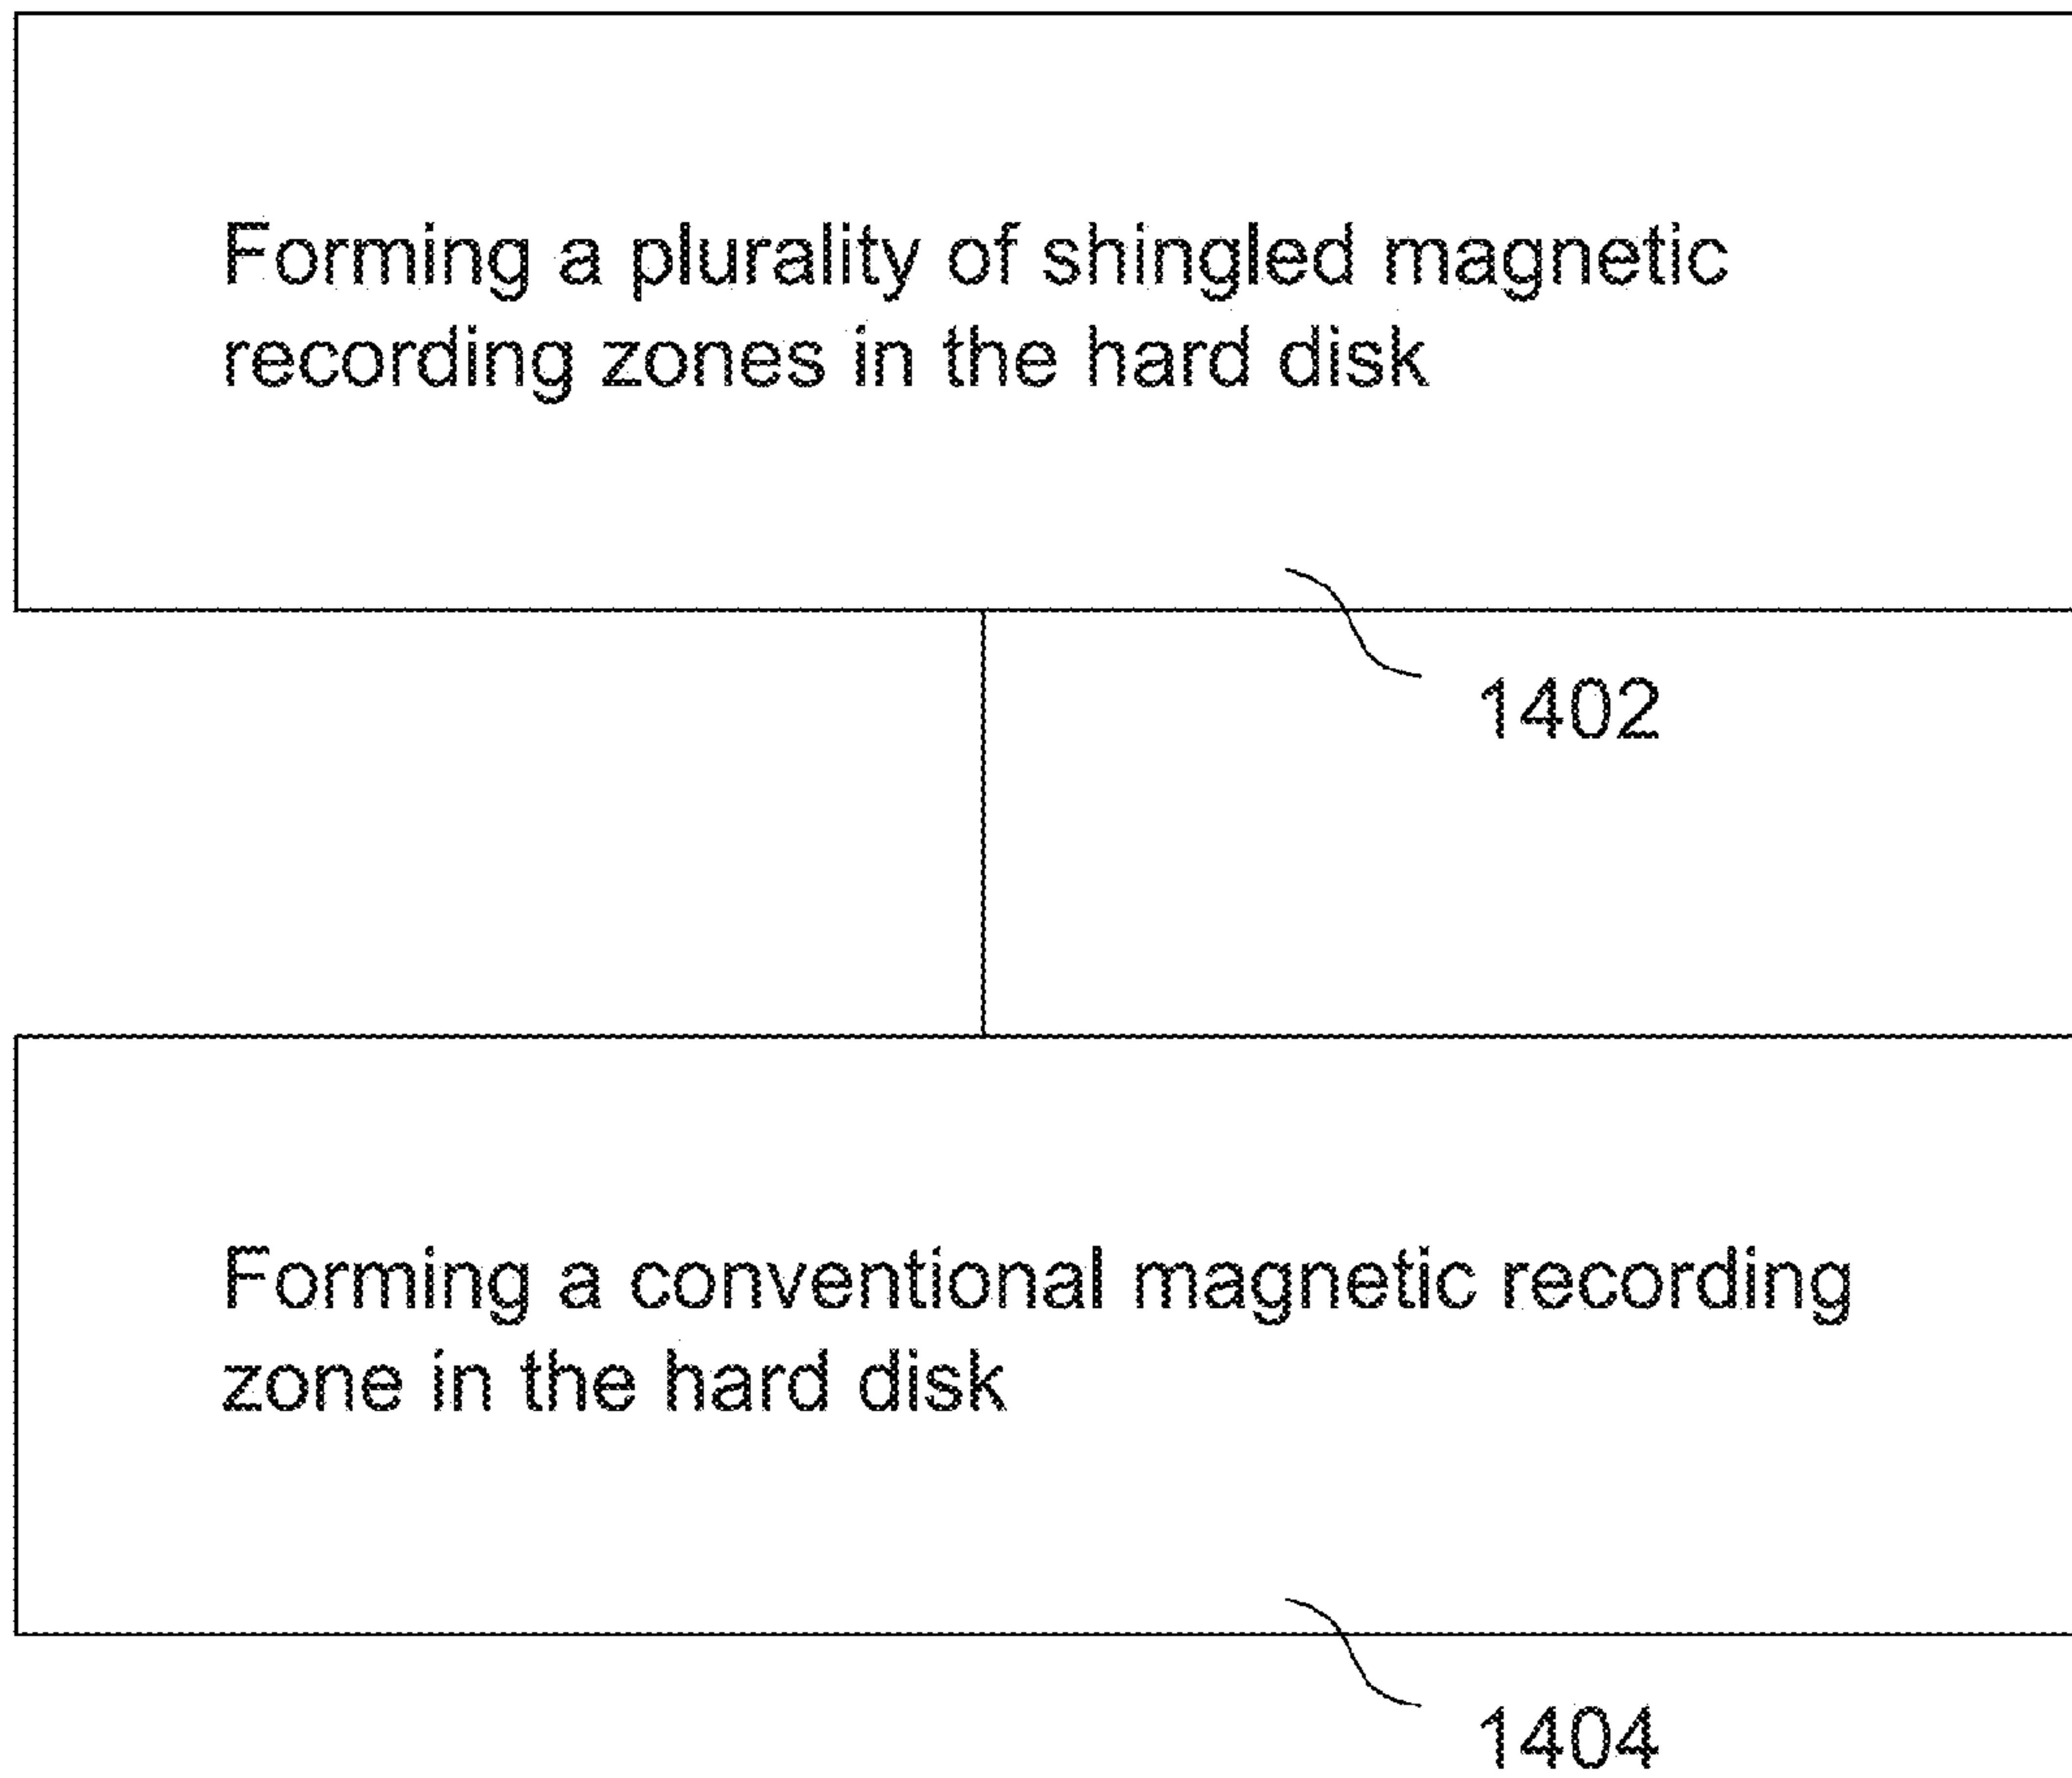 Forming a plurality of shingled magnetic
recording zones in the hard disk
1402
Forming a conventional magnetic recording
zone in the hard disk
1404